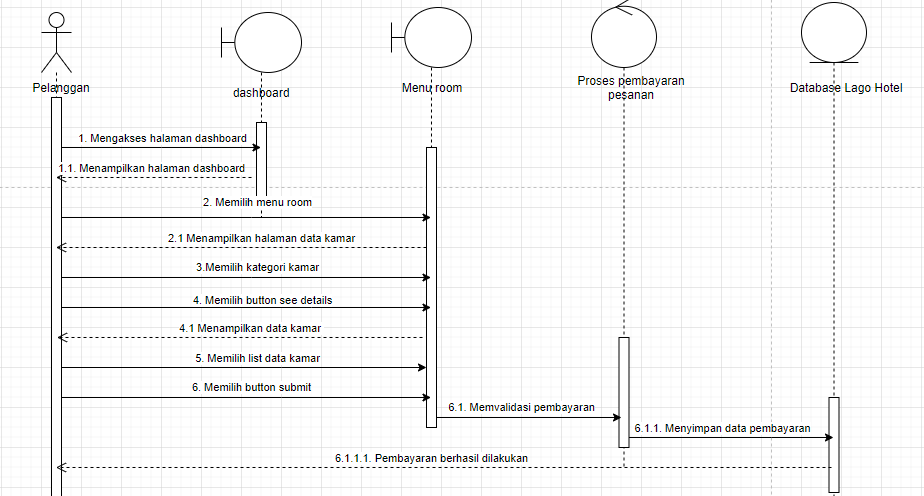 Pelanggan
dashboard
Menu room
Proses pembayaran
pesanan
Database Lago Hotel
1. Mengakses halaman dashboard
1.1. Menampilkan halaman dashboard
2. Memilih menu room
2.1 Menampilkan halaman data kamar
3.Memilih kategori kamar
4. Memilih button see details
4.1 Menampilkan data kamar
5. Memilih list data kamar
6. Memilih button submit
6.1. Memvalidasi pembayaran
6.1.1. Menyimpan data pembayaran
6.1.1.1. Pembayaran berhasil dilakukan